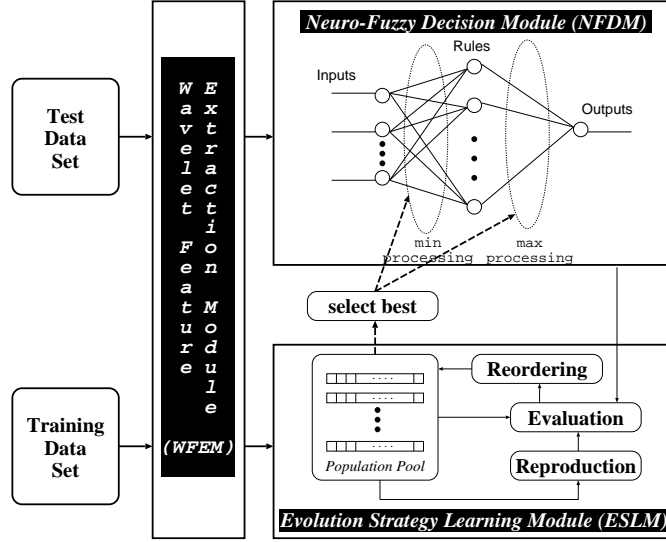 Neuro-Fuzzy Decision Module (NFDM)
Rules
Inputs
Outputs
Test
Data
Set
Wavelet Feature
Extraction Module
(WFEM)
min
processing
max
processing
select best
....
....
....
Population Pool
Reordering
Evaluation
Reproduction
Training
Data
Set
Evolution Strategy Learning Module (ESLM)